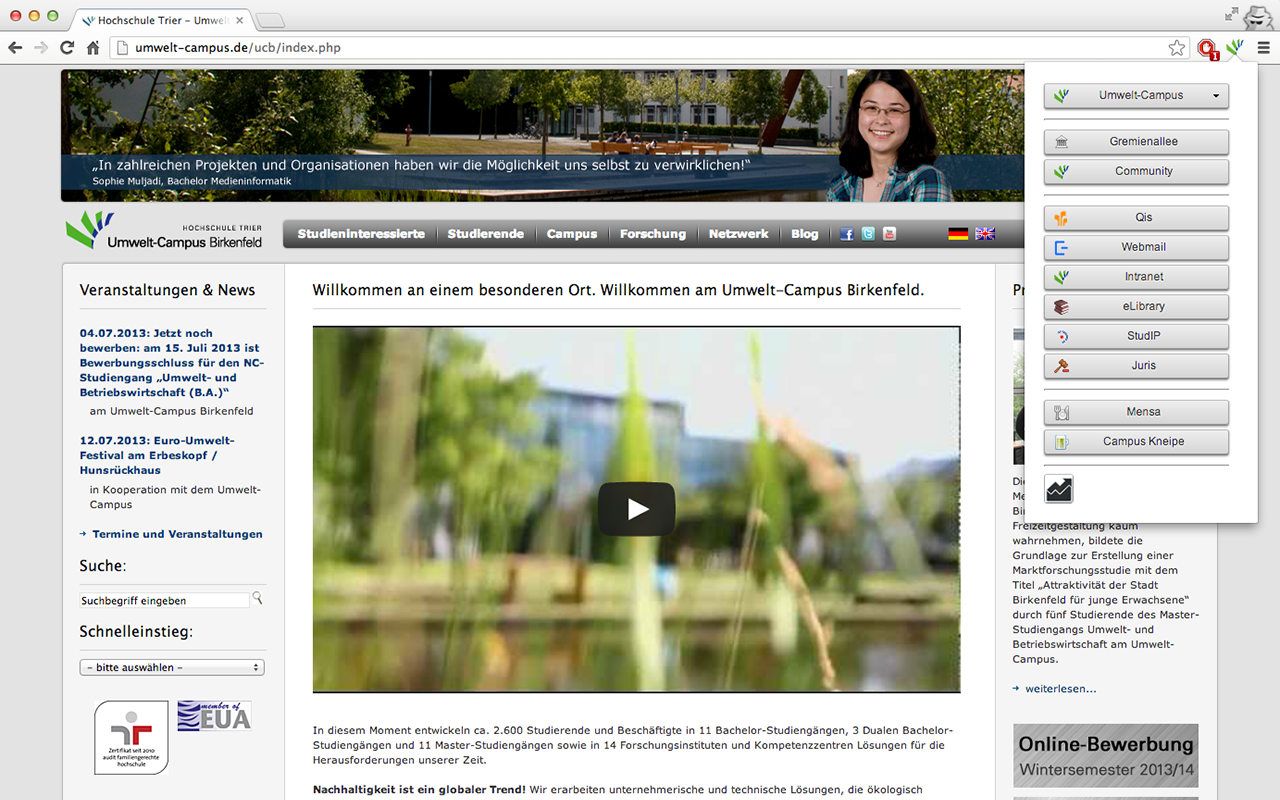 Hochschule Trier – Umwelt
umwelt-campus.de/ucb/index.php
1
„In zahlreichen Projekten und Organisationen haben wir die Möglichkeit uns selbst zu verwirklichen!“
Sophie Muljadi, Bachelor Medieninformatik
HOCHSCHULE TRIER
Umwelt-Campus Birkenfeld
Studieninteressierte
Studierende
Campus
Forschung
Netzwerk
Blog
Umwelt-Campus
Gremienallee
Community
Qis
Webmail
Intranet
eLibrary
StudIP
Juris
Mensa
Campus Kneipe
Veranstaltungen & News
04.07.2013: Jetzt noch
bewerben: am 15. Juli 2013 ist
Bewerbungsschluss für den NC-
Studiengang „Umwelt- und
Betriebswirtschaft (B.A.)“
am Umwelt-Campus Birkenfeld
12.07.2013: Euro-Umwelt-
Festival am Erbeskopf /
Hunsrückhaus
in Kooperation mit dem Umwelt-
Campus
Termine und Veranstaltungen
Suche:
Suchbegriff eingeben
Schnelleinstieg:
– bitte auswählen –
Zertifikat seit 2010
audit familiengerechte
hochschule
member of
EUA
Willkommen an einem besonderen Ort. Willkommen am Umwelt-Campus Birkenfeld.
In diesem Moment entwickeln ca. 2.600 Studierende und Beschäftigte in 11 Bachelor-Studiengängen, 3 Dualen Bachelor-
Studiengängen und 11 Master-Studiengängen sowie in 14 Forschungsinstituten und Kompetenzzentren Lösungen für die
Herausforderungen unserer Zeit.
Nachhaltigkeit ist ein globaler Trend! Wir erarbeiten unternehmerische und technische Lösungen, die ökologisch
Freizeitgestaltung kaum
wahrnehmen, bildete die
Grundlage zur Erstellung einer
Marktforschungsstudie mit dem
Titel „Attraktivität der Stadt
Birkenfeld für junge Erwachsene“
durch fünf Studierende des Master-
Studiengangs Umwelt- und
Betriebswirtschaft am Umwelt-
Campus.
weiterlesen...
Online-Bewerbung
Wintersemester 2013/14